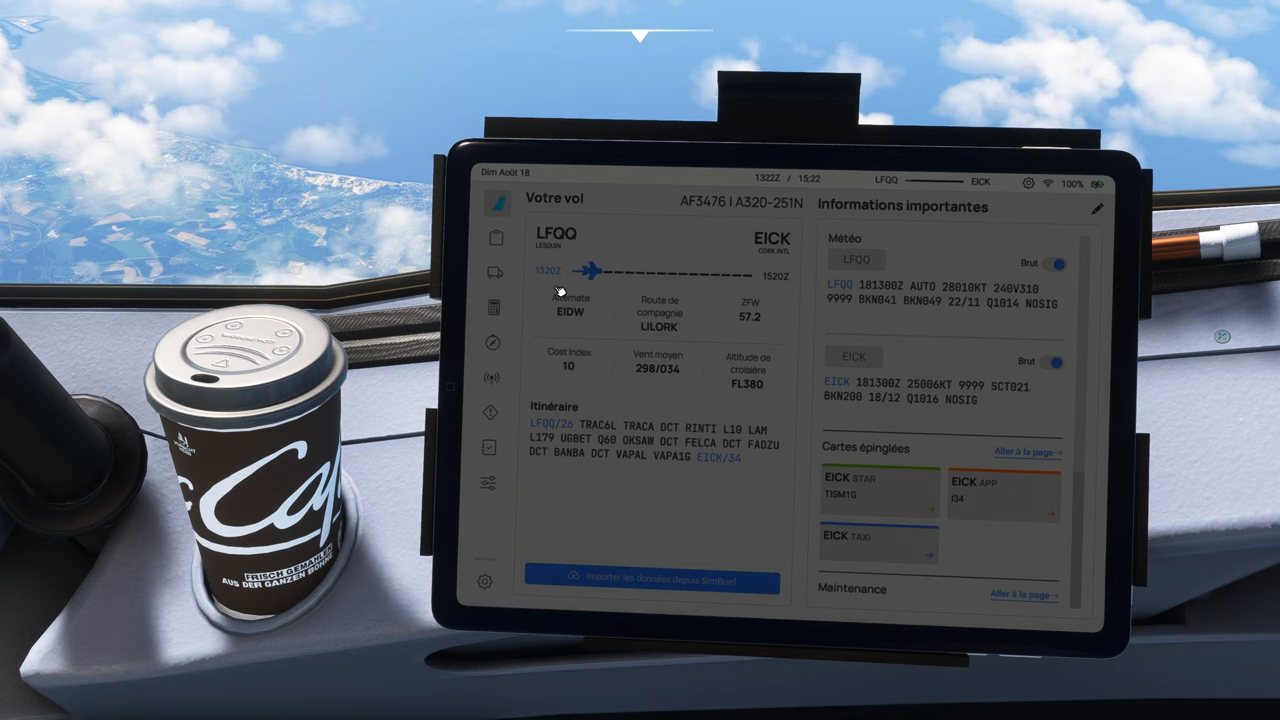 Dim Août 18
1322Z / 15:22
LFQQ EICK
100%
Votre vol
AF3476 | A320-251N
LFQQ
LESQUIN
EICK
CORK INTL
1320Z
1520Z
Alternate
EIDW
Route de
compagnie
LILORK
ZFW
57.2
Cost Index
10
Vent moyen
298/034
Altitude de
croisière
FL380
Itinéraire
LFQQ/26 TRAC6L TRACA DCT RINTI L10 LAM
L179 UGBET Q60 OKSAW DCT FELCA DCT FADZU
DCT BANBA DCT VAPAL VAPA1G EICK/34
Importer les données depuis SimBrief
Informations importantes
Météo
LFQQ
Brut
LFQQ 181300Z AUTO 28010KT 240V310
9999 BKN041 BKN049 22/11 Q1014 NOSIG
EICK
Brut
EICK 181300Z 25006KT 9999 SCT021
BKN200 18/12 Q1016 NOSIG
Cartes épinglées
Aller à la page
EICK STAR
TISM1G
EICK APP
I34
EICK TAXI
Maintenance
Aller à la page
FRISCH GEMAHLEN
AUS DER GANZEN BOHNE